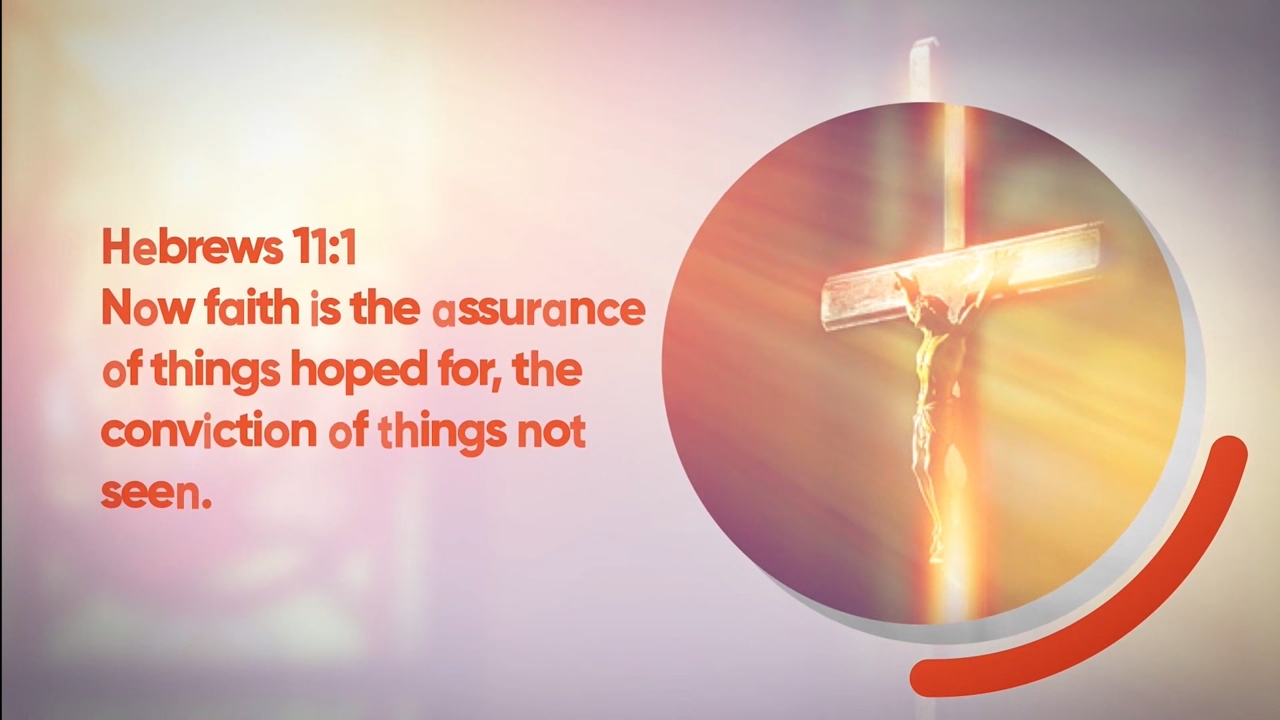 Hebrews 11:1
Now faith is the assurance
of things hoped for, the
conviction of things not
seen.